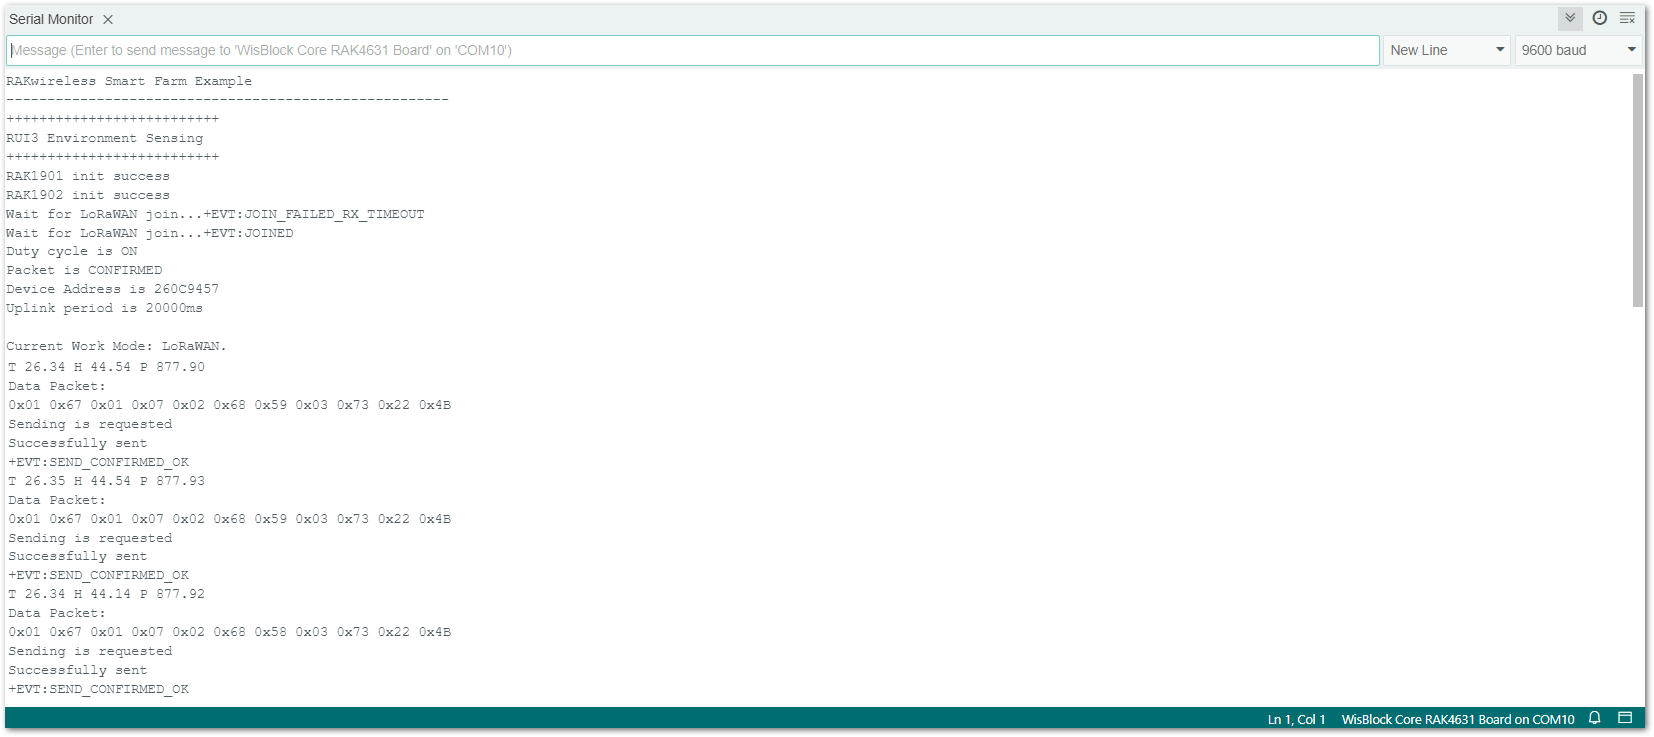 Serial Monitor
Message (Enter to send message to 'WisBlock Core RAK4631 Board' on 'COM10')
New Line
9600 baud
RAKwireless Smart Farm Example
------------------------------------------------------
++++++++++++++++++++++++++
RUI3 Environment Sensing
++++++++++++++++++++++++++
RAK1901 init success
RAK1902 init success
Wait for LoRaWAN join...+EVT:JOIN_FAILED_RX_TIMEOUT
Wait for LoRaWAN join...+EVT:JOINED
Duty cycle is ON
Packet is CONFIRMED
Device Address is 260C9457
Uplink period is 20000ms
Current Work Mode: LoRaWAN.
T 26.34 H 44.54 P 877.90
Data Packet:
0x01 0x67 0x01 0x07 0x02 0x68 0x59 0x03 0x73 0x22 0x4B
Sending is requested
Successfully sent
+EVT:SEND_CONFIRMED_OK
T 26.35 H 44.54 P 877.93
Data Packet:
0x01 0x67 0x01 0x07 0x02 0x68 0x59 0x03 0x73 0x22 0x4B
Sending is requested
Successfully sent
+EVT:SEND_CONFIRMED_OK
T 26.34 H 44.14 P 877.92
Data Packet:
0x01 0x67 0x01 0x07 0x02 0x68 0x58 0x03 0x73 0x22 0x4B
Sending is requested
Successfully sent
+EVT:SEND_CONFIRMED_OK
Ln 1, Col 1 WisBlock Core RAK4631 Board on COM10